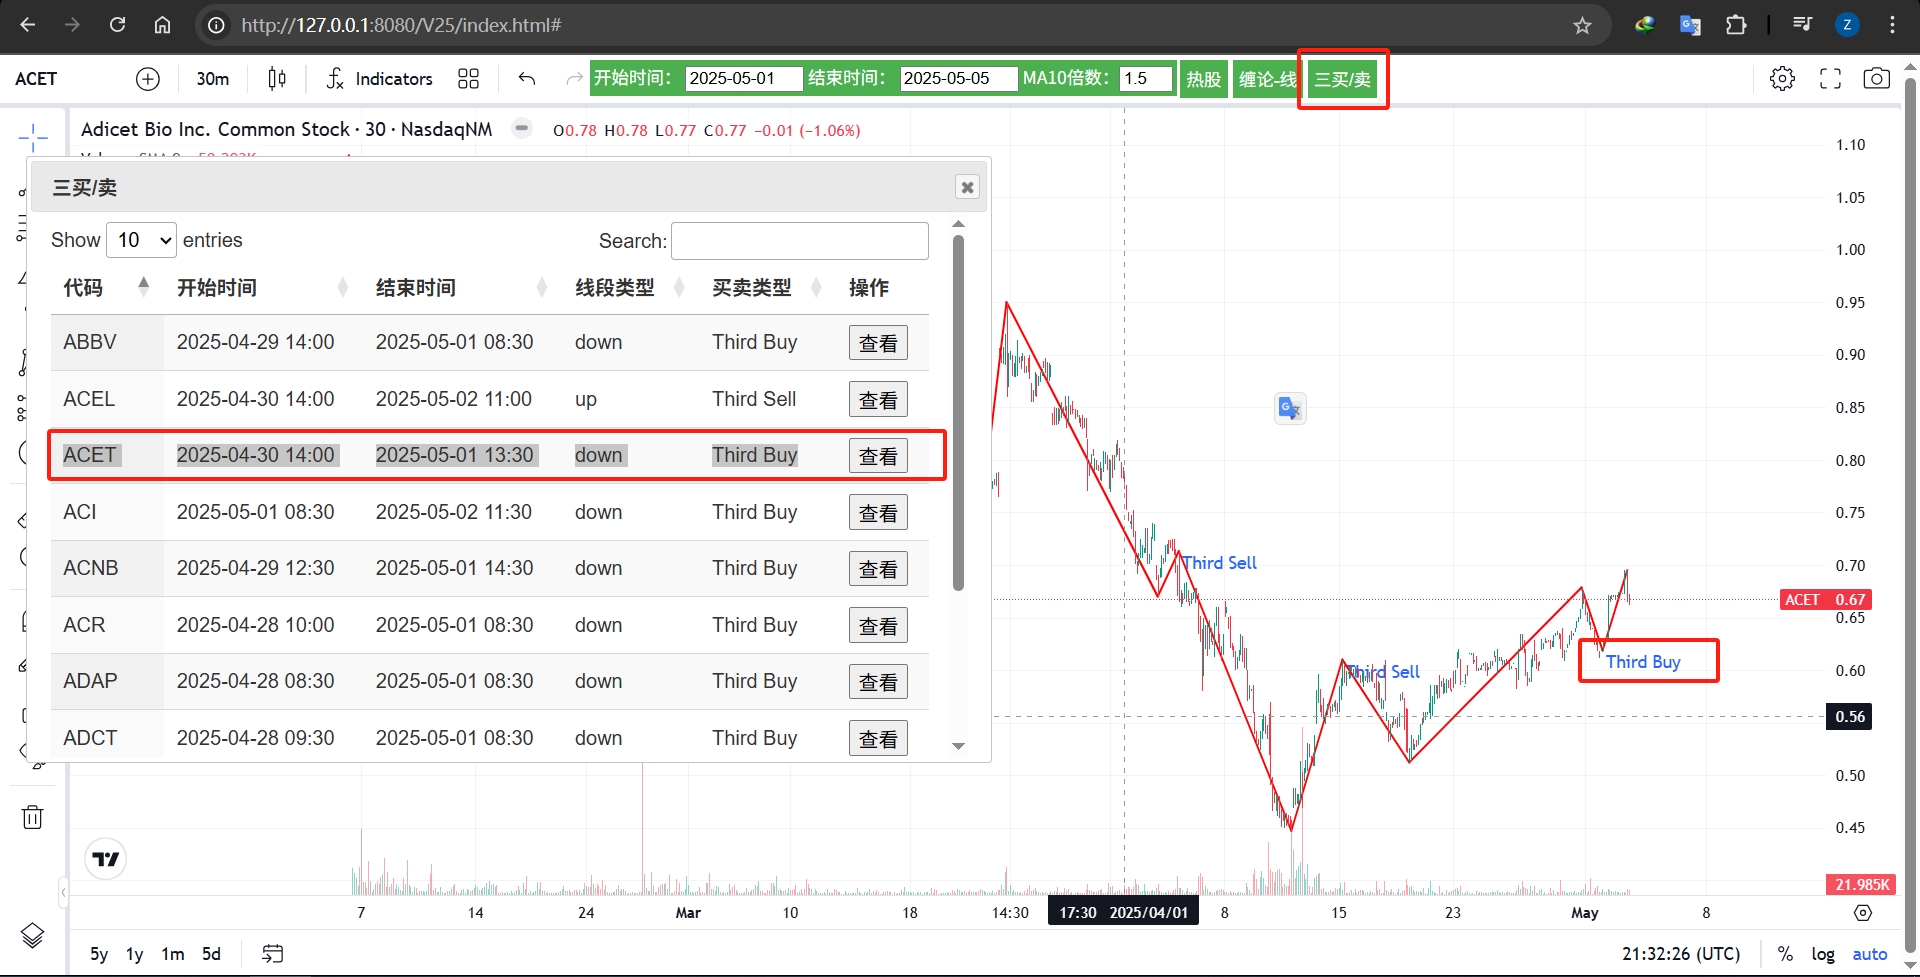 http://127.0.0.1:8080/V25/index.html#
Z
ACET
30m
Indicators
开始时间: 2025-05-01 结束时间: 2025-05-05 MA10倍数: 1.5
热股
缠论-线
三买/卖
Adicet Bio Inc. Common Stock · 30 · NasdaqNM
O0.78 H0.78 L0.77 C0.77 −0.01 (−1.06%)
三买/卖
Show 10 entries
Search:
代码 开始时间 结束时间 线段类型 买卖类型 操作
ABBV 2025-04-29 14:00 2025-05-01 08:30 down Third Buy 查看
ACEL 2025-04-30 14:00 2025-05-02 11:00 up Third Sell 查看
ACET 2025-04-30 14:00 2025-05-01 13:30 down Third Buy 查看
ACI 2025-05-01 08:30 2025-05-02 11:30 down Third Buy 查看
ACNB 2025-04-29 12:30 2025-05-01 14:30 down Third Buy 查看
ACR 2025-04-28 10:00 2025-05-01 08:30 down Third Buy 查看
ADAP 2025-04-28 08:30 2025-05-01 08:30 down Third Buy 查看
ADCT 2025-04-28 09:30 2025-05-01 08:30 down Third Buy 查看
Third Sell
Third Sell
Third Buy
1.10
1.05
1.00
0.95
0.90
0.85
0.80
0.75
0.70
ACET 0.67
0.65
0.60
0.56
0.50
0.45
21.985K
7 14 24 Mar 10 18 14:30 17:30 2025/04/01 8 15 23 May 8
5y 1y 1m 5d
21:32:26 (UTC) % log auto